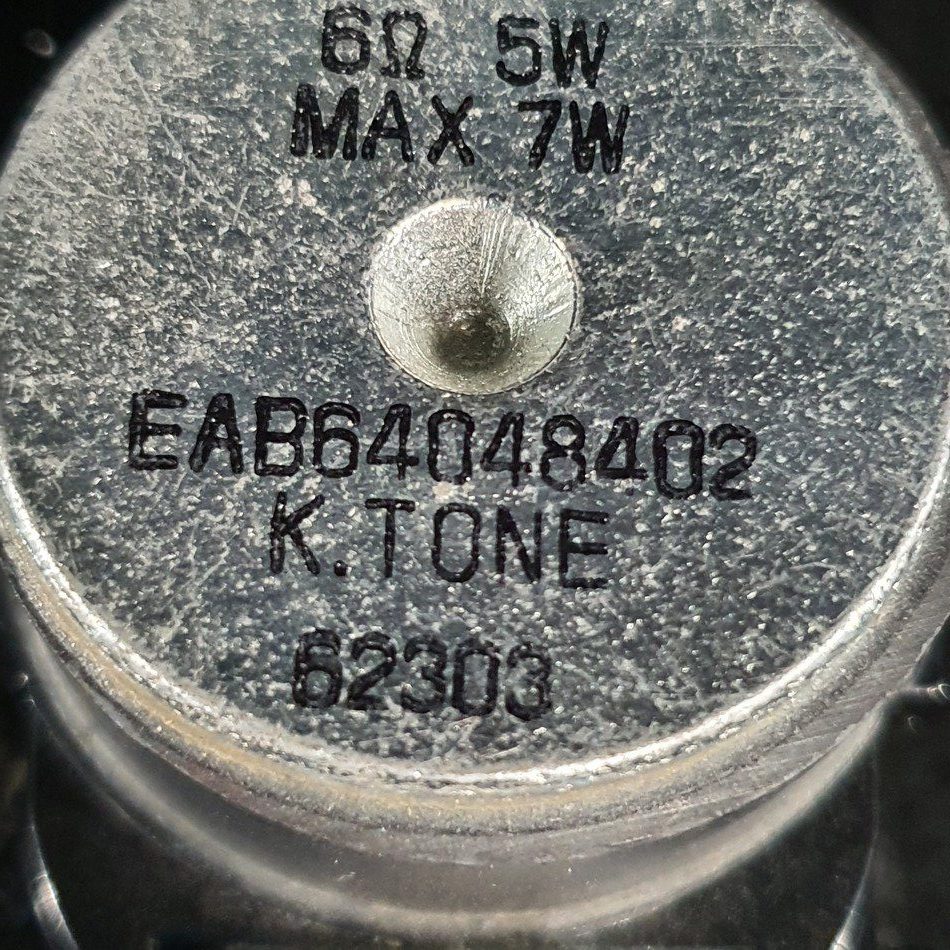 6Ω 5W
MAX 7W
EAB64048402
K.TONE
62303